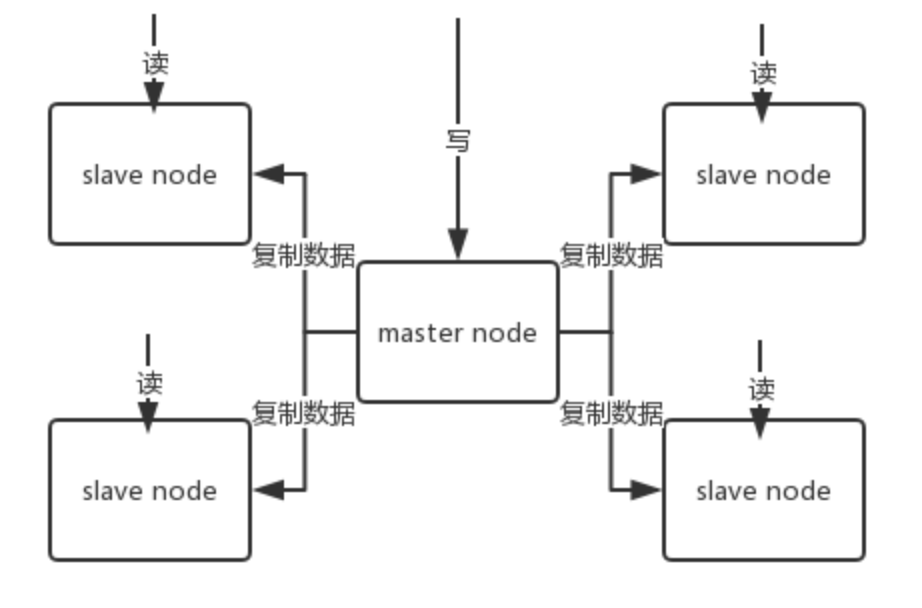 读
写
读
slave node
slave node
复制数据
复制数据
master node
读
读
复制数据
复制数据
slave node
slave node